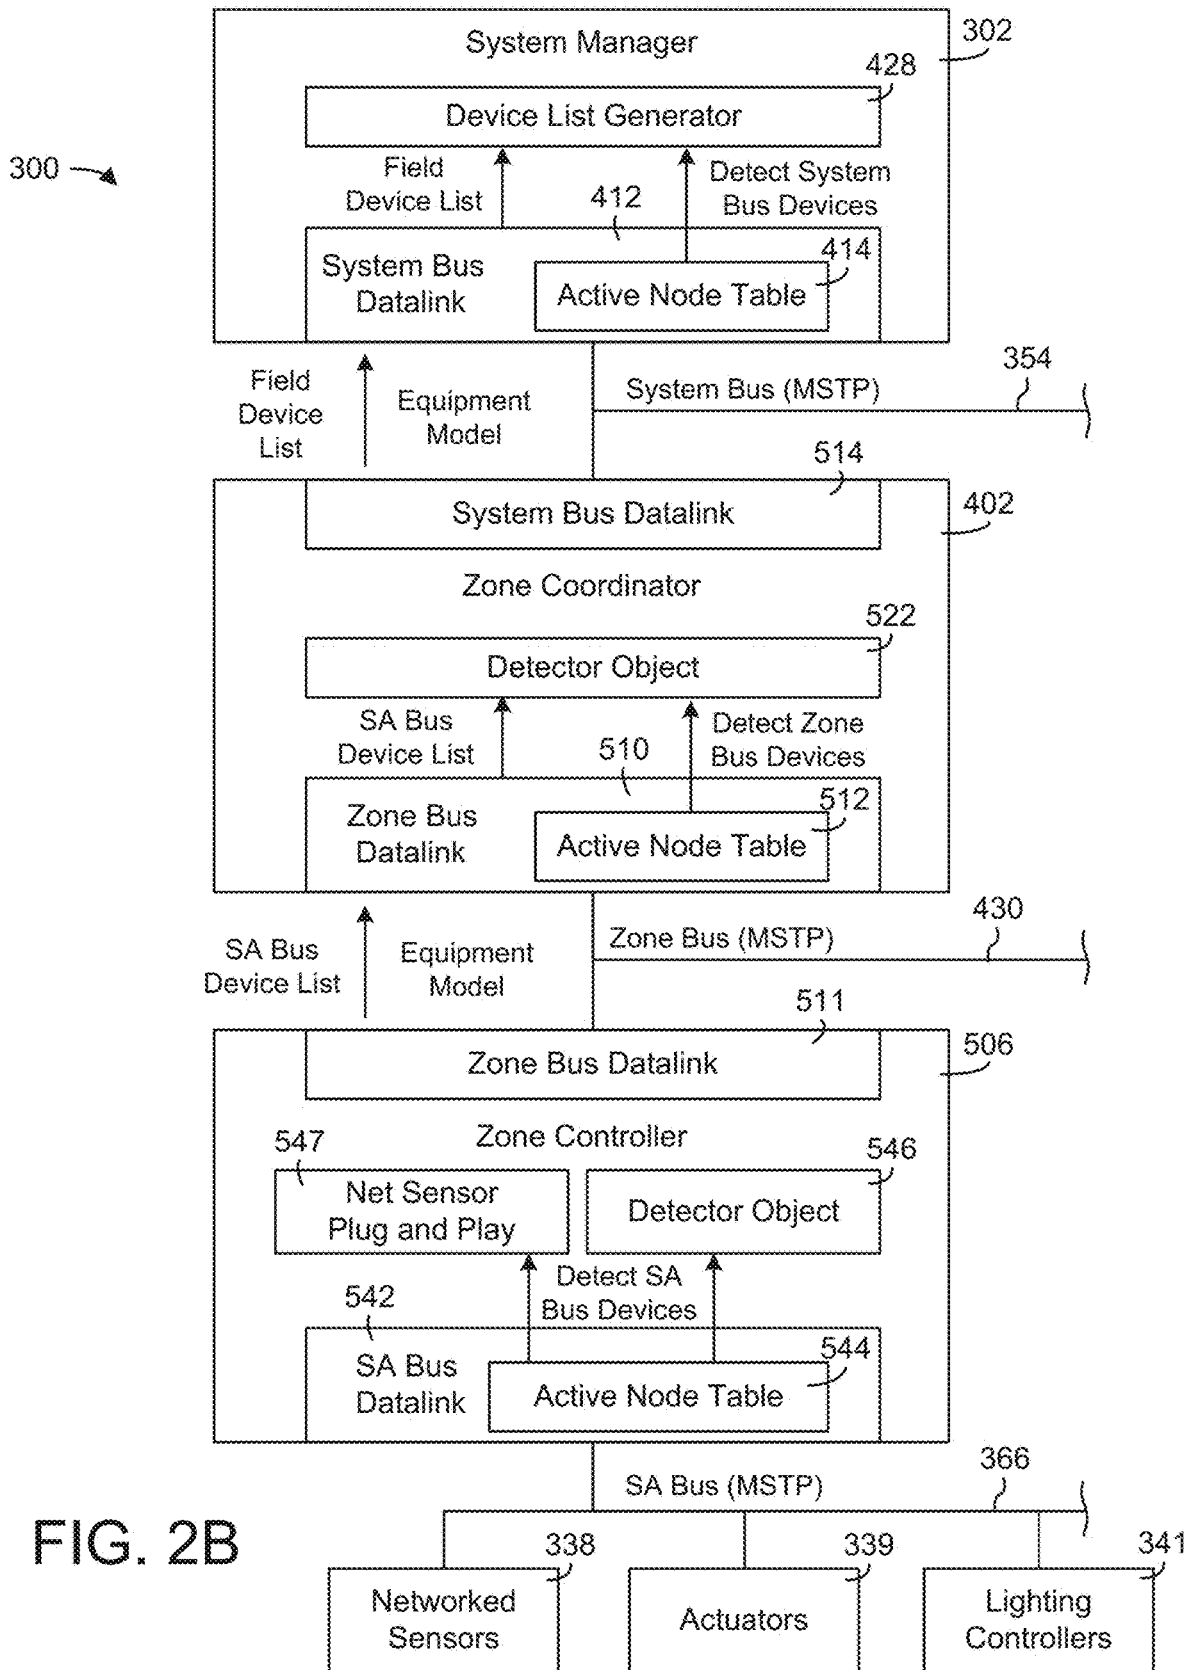 System Manager
302
428
Device List Generator
300
Field
Device List
Detect System
Bus Devices
412
414
System Bus
Datalink
Active Node Table
Field
Device
List
Equipment
Model
System Bus (MSTP)
354
514
System Bus Datalink
402
Zone Coordinator
522
Detector Object
SA Bus
Device List
Detect Zone
Bus Devices
510
512
Zone Bus
Datalink
Active Node Table
SA Bus
Device List
Equipment
Model
Zone Bus (MSTP)
430
511
Zone Bus Datalink
506
Zone Controller
547
546
Net Sensor
Plug and Play
Detector Object
Detect SA
Bus Devices
542
544
SA Bus
Datalink
Active Node Table
SA Bus (MSTP)
366
FIG. 2B
338
339
341
Networked
Sensors
Actuators
Lighting
Controllers